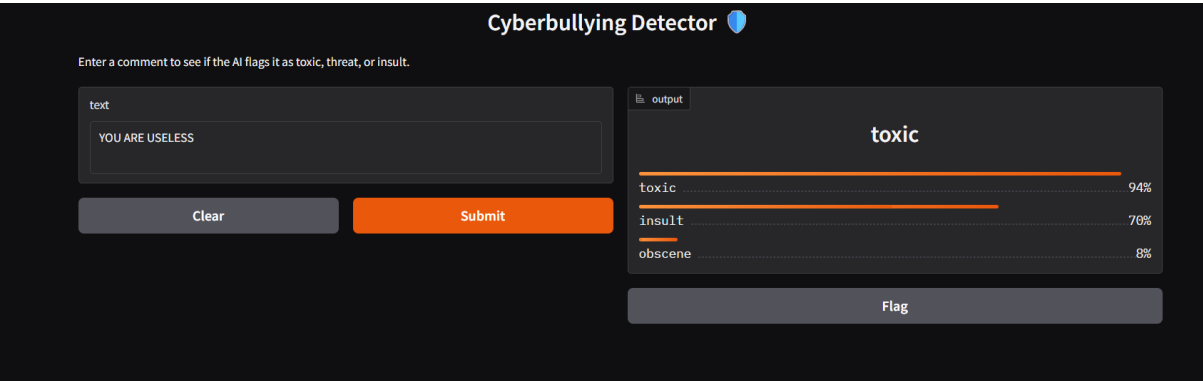 Cyberbullying Detector 🛡️
Enter a comment to see if the AI flags it as toxic, threat, or insult.
text
YOU ARE USELESS
Clear
Submit
output
toxic
toxic 94%
insult 70%
obscene 8%
Flag